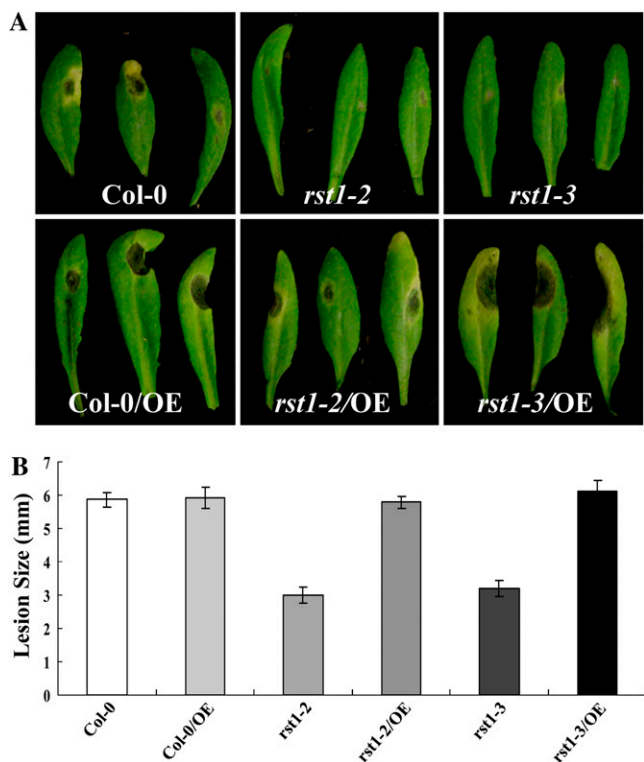 A
Col-0
rst1-2
rst1-3
Col-0/OE
rst1-2/OE
rst1-3/OE
B
Lesion Size (mm)
7
6
5
4
3
2
1
0
Col-0
Col-0/OE
rst1-2
rst1-2/OE
rst1-3
rst1-3/OE